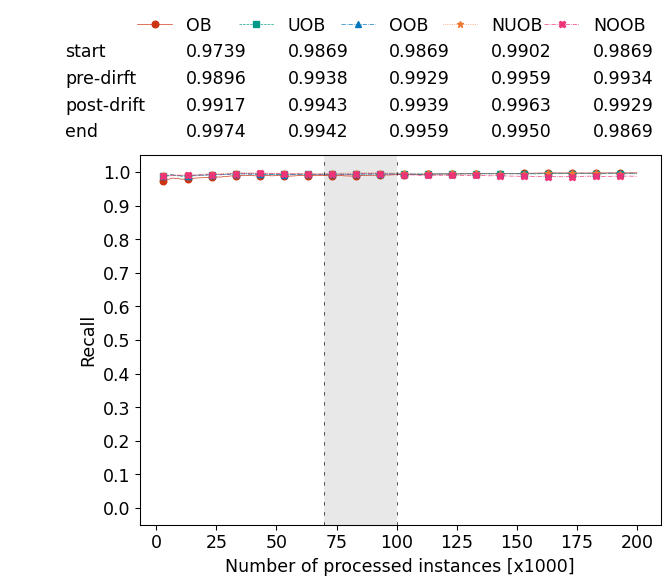 OB UOB OOB NUOB NOOB
start 0.9739 0.9869 0.9869 0.9902 0.9869
pre-dirft 0.9896 0.9938 0.9929 0.9959 0.9934
post-drift 0.9917 0.9943 0.9939 0.9963 0.9929
end 0.9974 0.9942 0.9959 0.9950 0.9869
1.0
0.9
0.8
0.7
0.6
0.5
0.4
0.3
0.2
0.1
0.0
Recall
0 25 50 75 100 125 150 175 200
Number of processed instances [x1000]